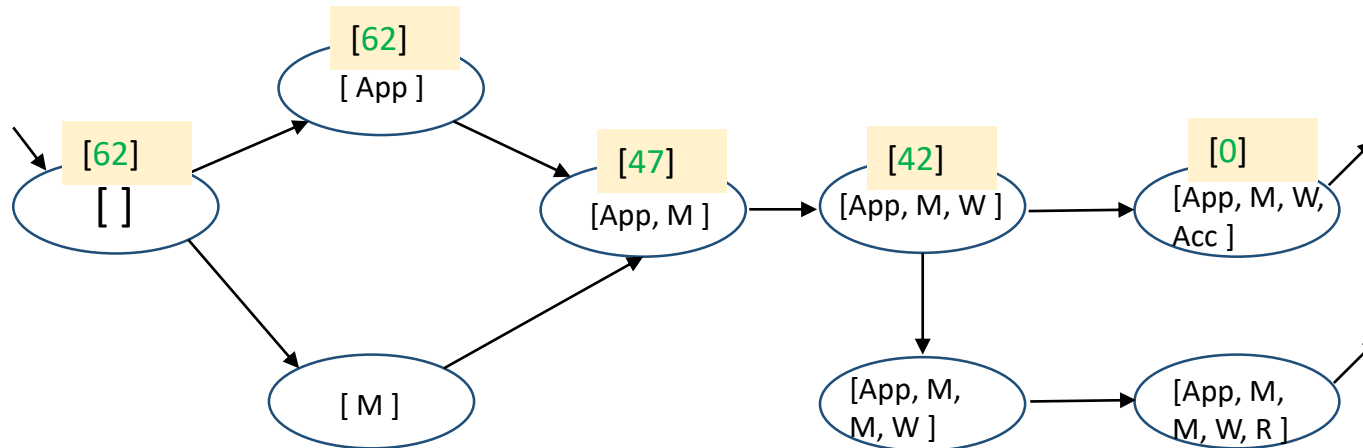 [62]
[ App ]
[62]
[ ]
[47]
[App, M ]
[42]
[App, M, W ]
[0]
[App, M, W,
Acc ]
[ M ]
[App, M,
M, W ]
[App, M,
M, W, R ]